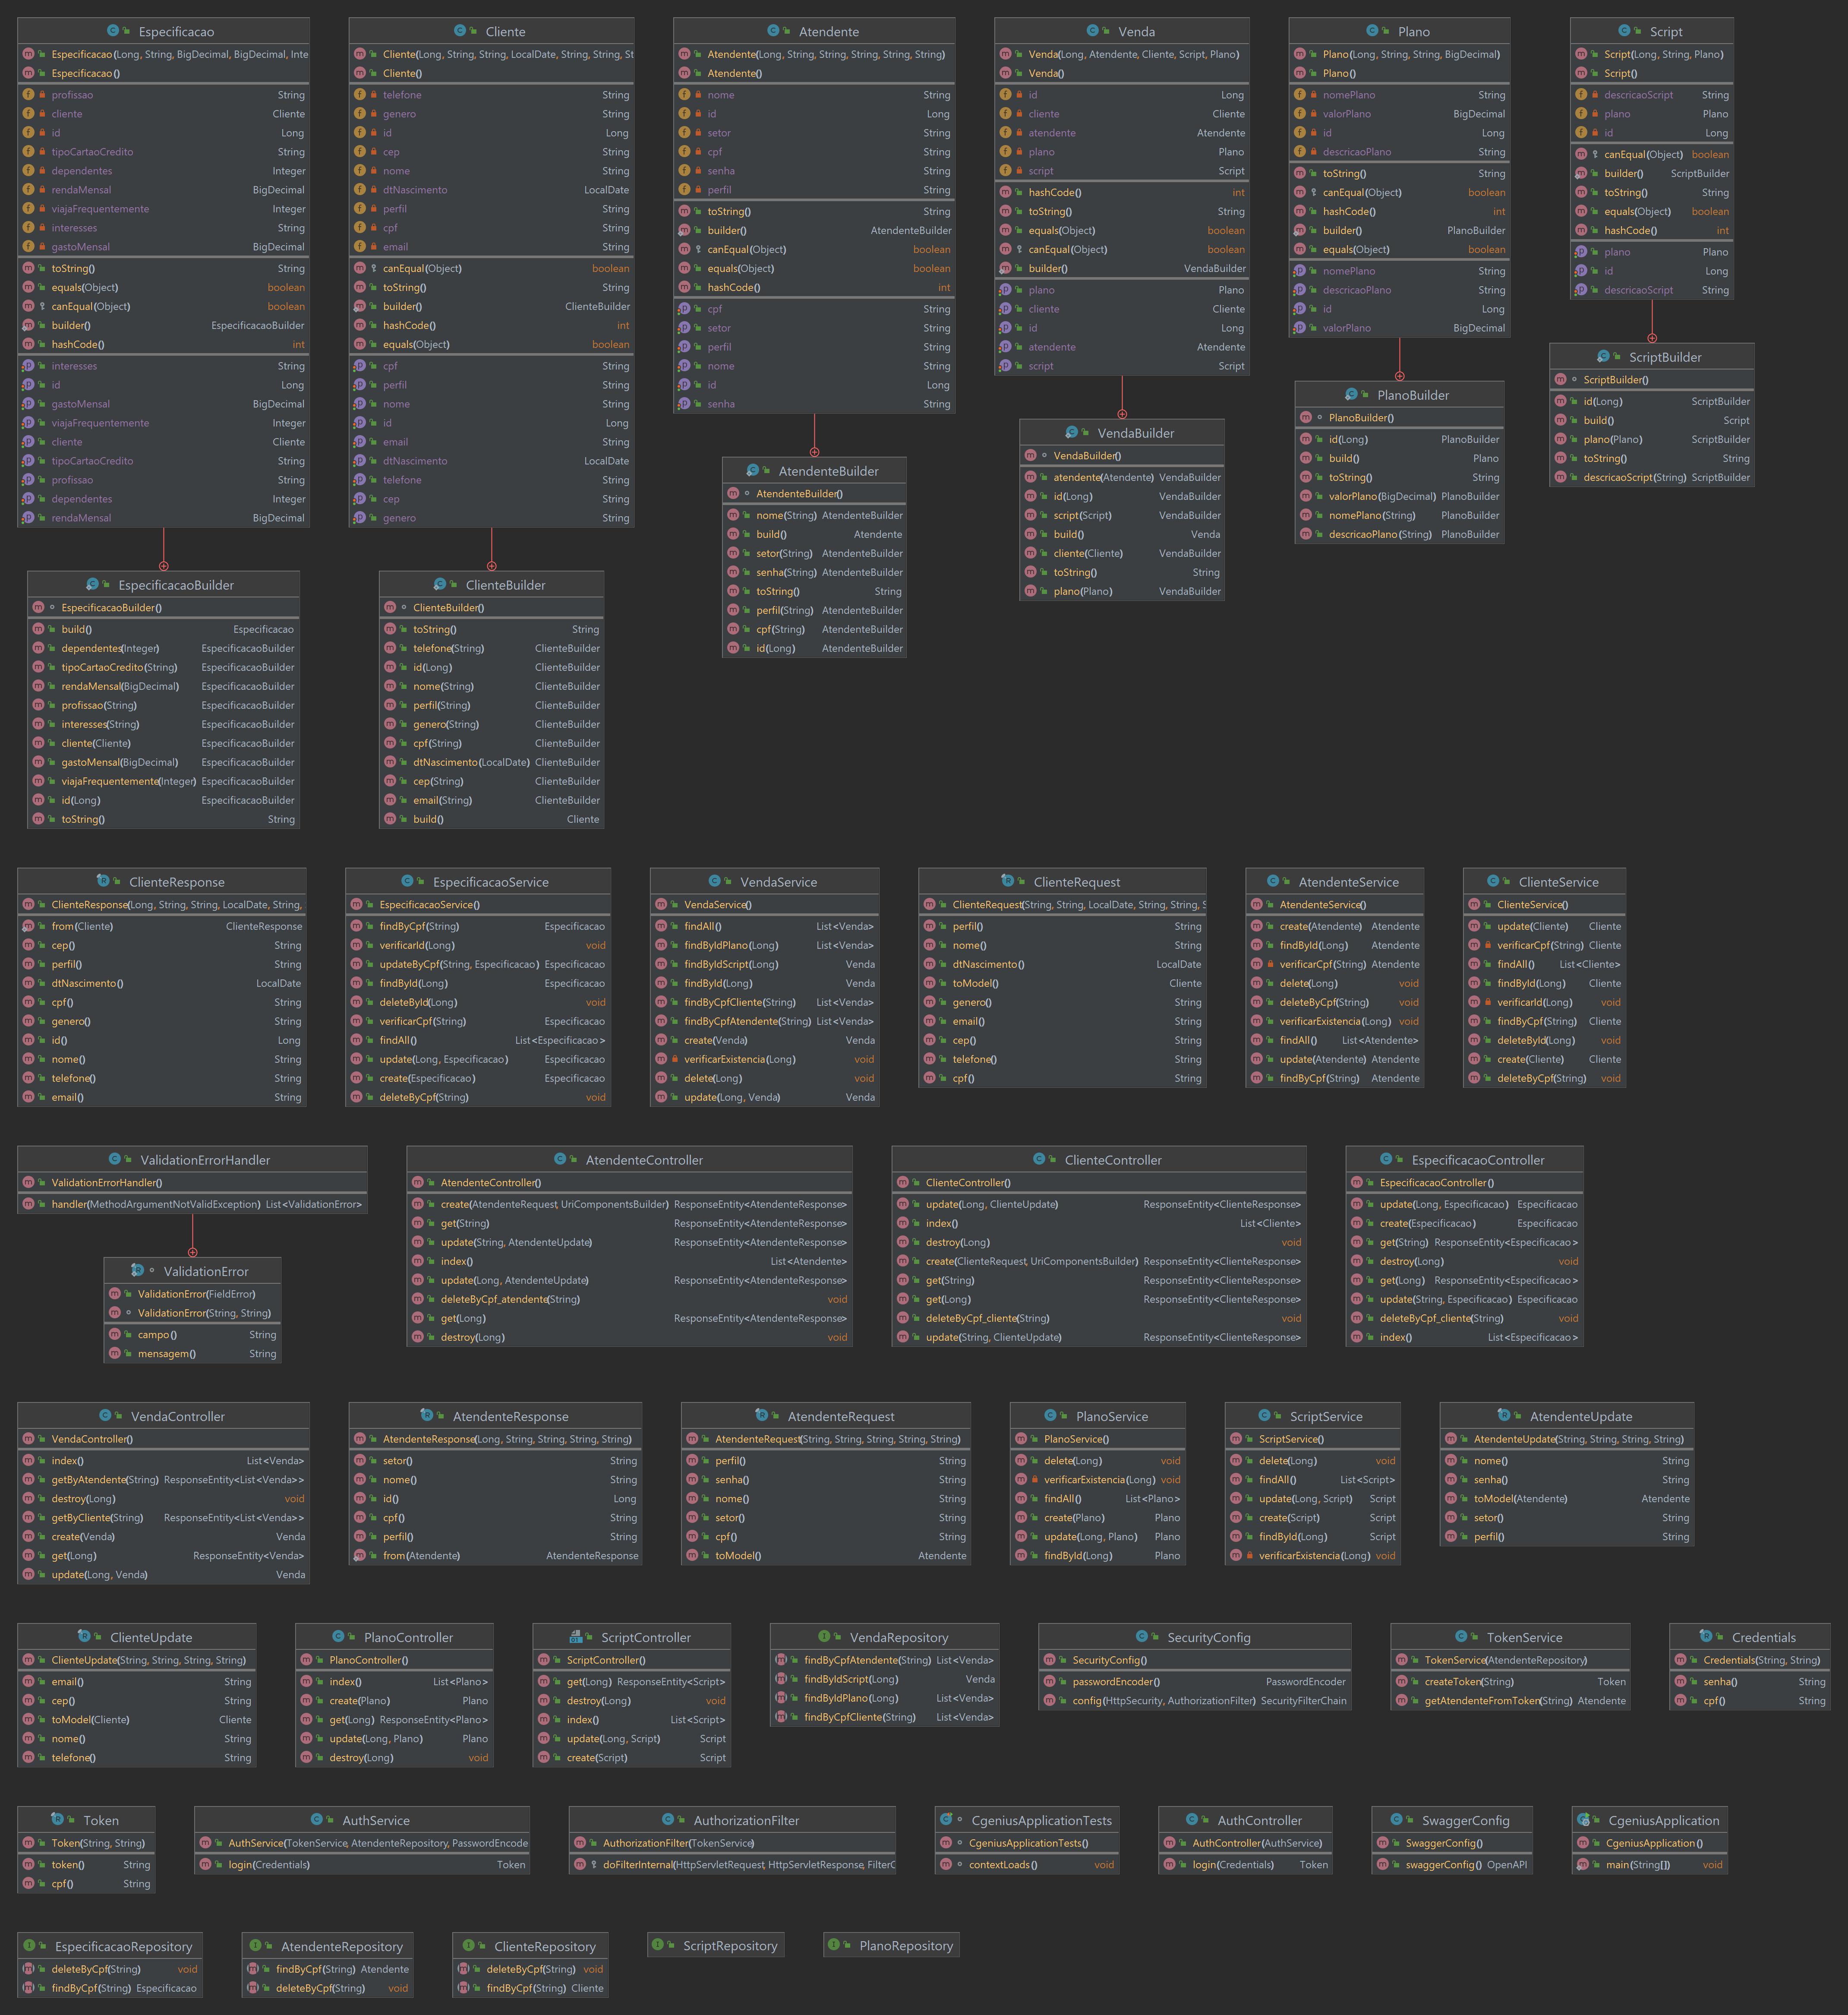 Especificacao
Especificacao(Long, String, BigDecimal, BigDecimal, Inte
Especificacao()
profissao String
cliente Cliente
id Long
tipoCartaoCredito String
dependentes Integer
rendaMensal BigDecimal
viajaFrequentemente Integer
interesses String
gastoMensal BigDecimal
toString() String
equals(Object) boolean
canEqual(Object) boolean
builder() EspecificacaoBuilder
hashCode() int
interesses String
id Long
gastoMensal BigDecimal
viajaFrequentemente Integer
cliente Cliente
tipoCartaoCredito String
profissao String
dependentes Integer
rendaMensal BigDecimal
Cliente
Cliente(Long, String, String, LocalDate, String, String, St
Cliente()
telefone String
genero String
id Long
cep String
nome String
dtNascimento LocalDate
perfil String
cpf String
email String
canEqual(Object) boolean
toString() String
builder() ClienteBuilder
hashCode() int
equals(Object) boolean
cpf String
perfil String
nome String
id Long
email String
dtNascimento LocalDate
telefone String
cep String
genero String
Atendente
Atendente(Long, String, String, String, String, String)
Atendente()
nome String
id Long
setor String
cpf String
senha String
perfil String
toString() String
builder() AtendenteBuilder
canEqual(Object) boolean
equals(Object) boolean
hashCode() int
cpf String
setor String
perfil String
nome String
id Long
senha String
Venda
Venda(Long, Atendente, Cliente, Script, Plano)
Venda()
id Long
cliente Cliente
atendente Atendente
plano Plano
script Script
hashCode() int
toString() String
equals(Object) boolean
canEqual(Object) boolean
builder() VendaBuilder
plano Plano
cliente Cliente
id Long
atendente Atendente
script Script
Plano
Plano(Long, String, String, BigDecimal)
Plano()
nomePlano String
valorPlano BigDecimal
id Long
descricaoPlano String
toString() String
canEqual(Object) boolean
hashCode() int
builder() PlanoBuilder
equals(Object) boolean
nomePlano String
descricaoPlano String
id Long
valorPlano BigDecimal
Script
Script(Long, String, Plano)
Script()
descricaoScript String
plano Plano
id Long
canEqual(Object) boolean
builder() ScriptBuilder
toString() String
equals(Object) boolean
hashCode() int
plano Plano
id Long
descricaoScript String
EspecificacaoBuilder
EspecificacaoBuilder()
build() Especificacao
dependentes(Integer) EspecificacaoBuilder
tipoCartaoCredito(String) EspecificacaoBuilder
rendaMensal(BigDecimal) EspecificacaoBuilder
profissao(String) EspecificacaoBuilder
interesses(String) EspecificacaoBuilder
cliente(Cliente) EspecificacaoBuilder
gastoMensal(BigDecimal) EspecificacaoBuilder
viajaFrequentemente(Integer) EspecificacaoBuilder
id(Long) EspecificacaoBuilder
toString() String
ClienteBuilder
ClienteBuilder()
toString() String
telefone(String) ClienteBuilder
id(Long) ClienteBuilder
nome(String) ClienteBuilder
perfil(String) ClienteBuilder
genero(String) ClienteBuilder
cpf(String) ClienteBuilder
dtNascimento(LocalDate) ClienteBuilder
cep(String) ClienteBuilder
email(String) ClienteBuilder
build() Cliente
AtendenteBuilder
AtendenteBuilder()
nome(String) AtendenteBuilder
build() Atendente
setor(String) AtendenteBuilder
senha(String) AtendenteBuilder
toString() String
perfil(String) AtendenteBuilder
cpf(String) AtendenteBuilder
id(Long) AtendenteBuilder
VendaBuilder
VendaBuilder()
atendente(Atendente) VendaBuilder
id(Long) VendaBuilder
script(Script) VendaBuilder
build() Venda
cliente(Cliente) VendaBuilder
toString() String
plano(Plano) VendaBuilder
PlanoBuilder
PlanoBuilder()
id(Long) PlanoBuilder
build() Plano
toString() String
valorPlano(BigDecimal) PlanoBuilder
nomePlano(String) PlanoBuilder
descricaoPlano(String) PlanoBuilder
ScriptBuilder
ScriptBuilder()
id(Long) ScriptBuilder
build() Script
plano(Plano) ScriptBuilder
toString() String
descricaoScript(String) ScriptBuilder
ClienteResponse
ClienteResponse(Long, String, String, LocalDate, String,
from(Cliente) ClienteResponse
cep() String
perfil() String
dtNascimento() LocalDate
cpf() String
genero() String
id() Long
nome() String
telefone() String
email() String
EspecificacaoService
EspecificacaoService()
findByCpf(String) Especificacao
verificarId(Long) void
updateByCpf(String, Especificacao) Especificacao
findById(Long) Especificacao
deleteById(Long) void
verificarCpf(String) Especificacao
findAll() List<Especificacao>
update(Long, Especificacao) Especificacao
create(Especificacao) Especificacao
deleteByCpf(String) void
VendaService
VendaService()
findAll() List<Venda>
findByIdPlano(Long) List<Venda>
findByIdScript(Long) Venda
findById(Long) Venda
findByCpfCliente(String) List<Venda>
findByCpfAtendente(String) List<Venda>
create(Venda) Venda
verificarExistencia(Long) void
delete(Long) void
update(Long, Venda) Venda
ClienteRequest
ClienteRequest(String, String, LocalDate, String, String, S
perfil() String
nome() String
dtNascimento() LocalDate
toModel() Cliente
genero() String
email() String
cep() String
telefone() String
cpf() String
AtendenteService
AtendenteService()
create(Atendente) Atendente
findById(Long) Atendente
verificarCpf(String) Atendente
delete(Long) void
deleteByCpf(String) void
verificarExistencia(Long) void
findAll() List<Atendente>
update(Atendente) Atendente
findByCpf(String) Atendente
ClienteService
ClienteService()
update(Cliente) Cliente
verificarCpf(String) Cliente
findAll() List<Cliente>
findById(Long) Cliente
verificarId(Long) void
findByCpf(String) Cliente
deleteById(Long) void
create(Cliente) Cliente
deleteByCpf(String) void
ValidationErrorHandler
ValidationErrorHandler()
handler(MethodArgumentNotValidException) List<ValidationError>
ValidationError
ValidationError(FieldError)
ValidationError(String, String)
campo() String
mensagem() String
AtendenteController
AtendenteController()
create(AtendenteRequest, UriComponentsBuilder) ResponseEntity<AtendenteResponse>
get(String) ResponseEntity<AtendenteResponse>
update(String, AtendenteUpdate) ResponseEntity<AtendenteResponse>
index() List<Atendente>
update(Long, AtendenteUpdate) ResponseEntity<AtendenteResponse>
deleteByCpf_atendente(String) void
get(Long) ResponseEntity<AtendenteResponse>
destroy(Long) void
ClienteController
ClienteController()
update(Long, ClienteUpdate) ResponseEntity<ClienteResponse>
index() List<Cliente>
destroy(Long) void
create(ClienteRequest, UriComponentsBuilder) ResponseEntity<ClienteResponse>
get(String) ResponseEntity<ClienteResponse>
get(Long) ResponseEntity<ClienteResponse>
deleteByCpf_cliente(String) void
update(String, ClienteUpdate) ResponseEntity<ClienteResponse>
EspecificacaoController
EspecificacaoController()
update(Long, Especificacao) Especificacao
create(Especificacao) Especificacao
get(String) ResponseEntity<Especificacao>
destroy(Long) void
get(Long) ResponseEntity<Especificacao>
update(String, Especificacao) Especificacao
deleteByCpf_cliente(String) void
index() List<Especificacao>
VendaController
VendaController()
index() List<Venda>
getByAtendente(String) ResponseEntity<List<Venda>>
destroy(Long) void
getByCliente(String) ResponseEntity<List<Venda>>
create(Venda) Venda
get(Long) ResponseEntity<Venda>
update(Long, Venda) Venda
AtendenteResponse
AtendenteResponse(Long, String, String, String, String)
setor() String
nome() String
id() Long
cpf() String
perfil() String
from(Atendente) AtendenteResponse
AtendenteRequest
AtendenteRequest(String, String, String, String, String)
perfil() String
senha() String
nome() String
setor() String
cpf() String
toModel() Atendente
PlanoService
PlanoService()
delete(Long) void
verificarExistencia(Long) void
findAll() List<Plano>
create(Plano) Plano
update(Long, Plano) Plano
findById(Long) Plano
ScriptService
ScriptService()
delete(Long) void
findAll() List<Script>
update(Long, Script) Script
create(Script) Script
findById(Long) Script
verificarExistencia(Long) void
AtendenteUpdate
AtendenteUpdate(String, String, String, String)
nome() String
senha() String
toModel(Atendente) Atendente
setor() String
perfil() String
ClienteUpdate
ClienteUpdate(String, String, String, String)
email() String
cep() String
toModel(Cliente) Cliente
nome() String
telefone() String
PlanoController
PlanoController()
index() List<Plano>
create(Plano) Plano
get(Long) ResponseEntity<Plano>
update(Long, Plano) Plano
destroy(Long) void
ScriptController
ScriptController()
get(Long) ResponseEntity<Script>
destroy(Long) void
index() List<Script>
update(Long, Script) Script
create(Script) Script
VendaRepository
findByCpfAtendente(String) List<Venda>
findByIdScript(Long) Venda
findByIdPlano(Long) List<Venda>
findByCpfCliente(String) List<Venda>
SecurityConfig
SecurityConfig()
passwordEncoder() PasswordEncoder
config(HttpSecurity, AuthorizationFilter) SecurityFilterChain
TokenService
TokenService(AtendenteRepository)
createToken(String) Token
getAtendenteFromToken(String) Atendente
Credentials
Credentials(String, String)
senha() String
cpf() String
Token
Token(String, String)
token() String
cpf() String
AuthService
AuthService(TokenService, AtendenteRepository, PasswordEncode
login(Credentials) Token
AuthorizationFilter
AuthorizationFilter(TokenService)
doFilterInternal(HttpServletRequest, HttpServletResponse, FilterC
CgeniusApplicationTests
CgeniusApplicationTests()
contextLoads() void
AuthController
AuthController(AuthService)
login(Credentials) Token
SwaggerConfig
SwaggerConfig()
swaggerConfig() OpenAPI
CgeniusApplication
CgeniusApplication()
main(String[]) void
EspecificacaoRepository
deleteByCpf(String) void
findByCpf(String) Especificacao
AtendenteRepository
findByCpf(String) Atendente
deleteByCpf(String) void
ClienteRepository
deleteByCpf(String) void
findByCpf(String) Cliente
ScriptRepository
PlanoRepository